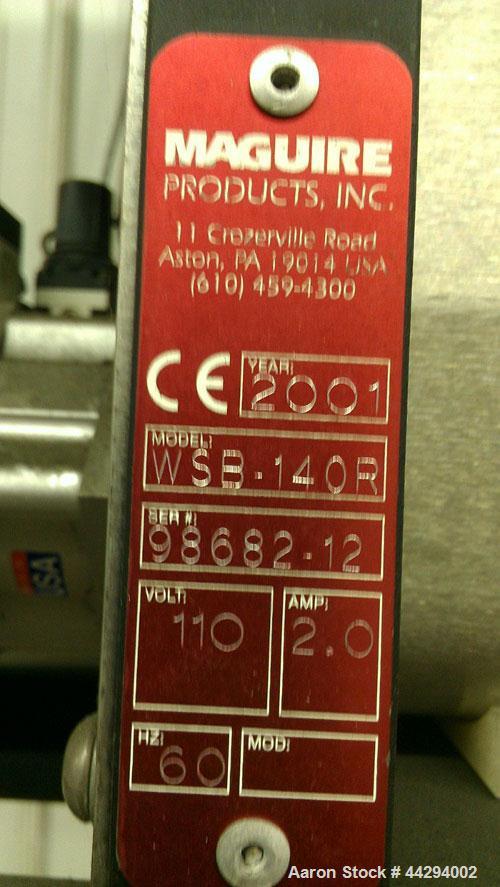 MAGUIRE
PRODUCTS, INC.
11 Crozerville Road
Aston, PA 19014 USA
(610) 459-4300
CE
YEAR:
2001
MODEL:
WSB-140R
SER #:
98682-12
VOLT:
110
AMP:
2.0
HZ:
60
MOD:
USA
Aaron Stock # 44294002